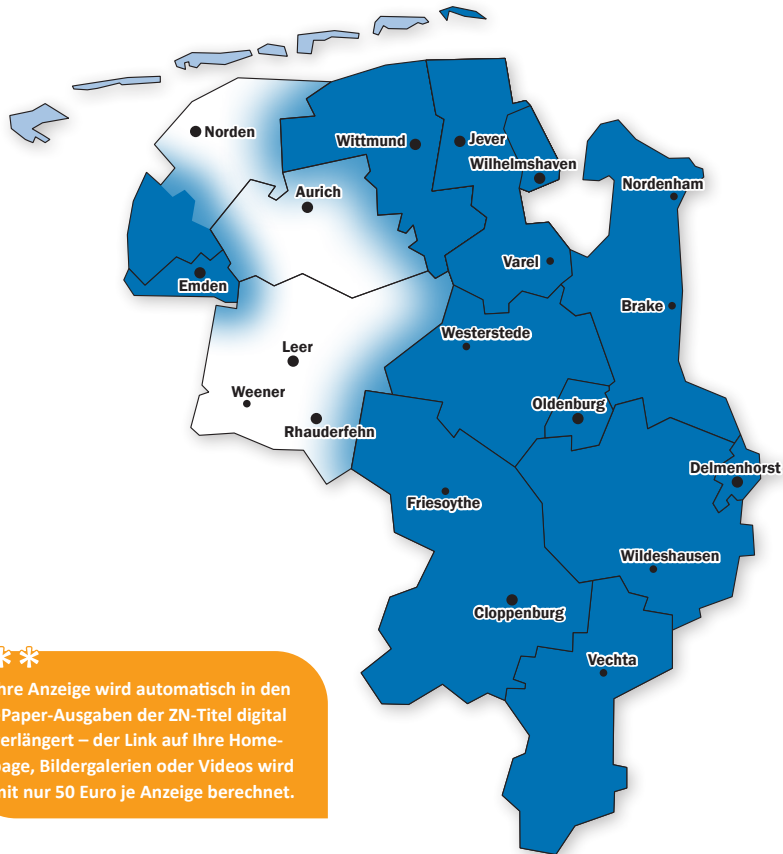 Norden
Wittmund
Jever
Wilhelmshaven
Nordenham
Aurich
Varel
Emden
Brake
Westerstede
Leer
Weener
Oldenburg
Rhauderfehn
Delmenhorst
Friesoythe
Wildeshausen
Cloppenburg
Vechta
**
hre Anzeige wird automatisch in den
Paper-Ausgaben der ZN-Titel digital
erlängert – der Link auf Ihre Home-
page, Bildergalerien oder Videos wird
mit nur 50 Euro je Anzeige berechnet.